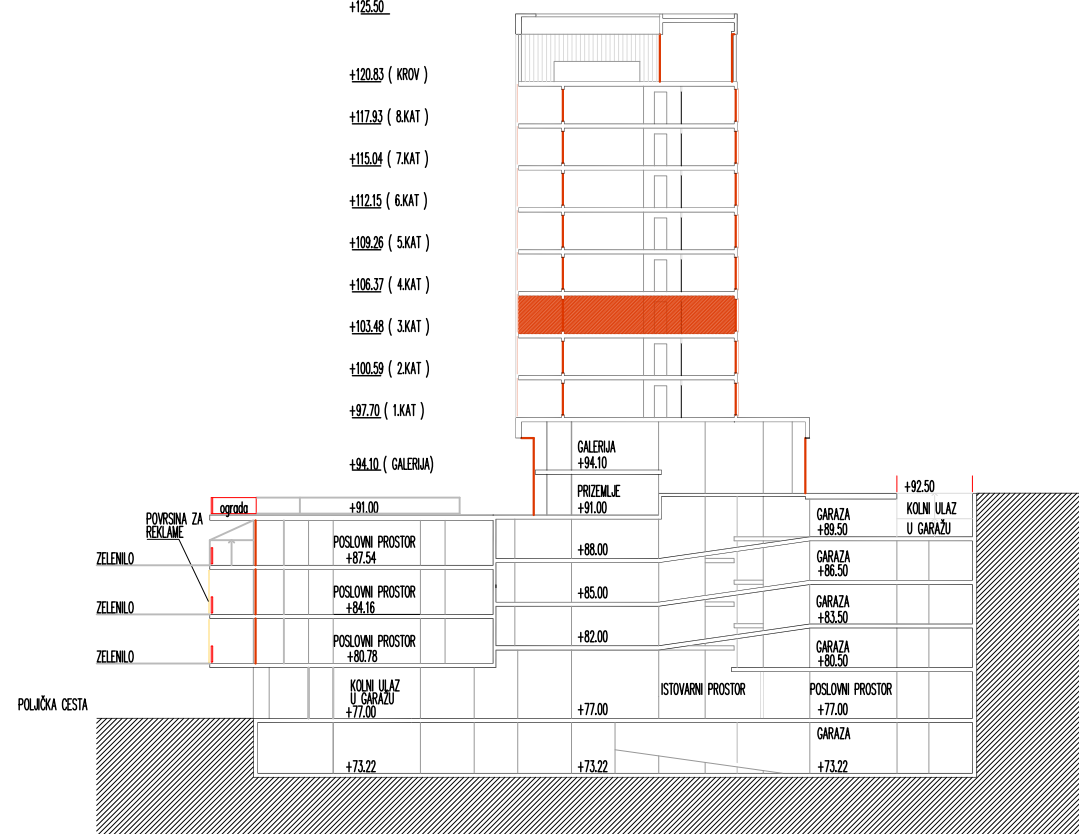 +125.50
+120.83 ( KROV )
+117.93 ( 8.KAT )
+115.04 ( 7.KAT )
+112.15 ( 6.KAT )
+109.26 ( 5.KAT )
+106.37 ( 4.KAT )
+103.48 ( 3.KAT )
+100.59 ( 2.KAT )
+97.70 ( 1.KAT )
+94.10 ( GALERIJA)
GALERIJA
+94.10
PRIZEMLJE
+91.00
+92.50
KOLNI ULAZ
U GARAŽU
ograda
+91.00
POVRSINA ZA
REKLAME
ZELENILO
ZELENILO
ZELENILO
POSLOVNI PROSTOR
+87.54
POSLOVNI PROSTOR
+84.16
POSLOVNI PROSTOR
+80.78
+88.00
+85.00
+82.00
GARAZA
+89.50
GARAZA
+86.50
GARAZA
+83.50
GARAZA
+80.50
POLJIČKA CESTA
KOLNI ULAZ
U GARAŽU
+77.00
+77.00
ISTOVARNI PROSTOR
POSLOVNI PROSTOR
+77.00
GARAZA
+73.22
+73.22
+73.22